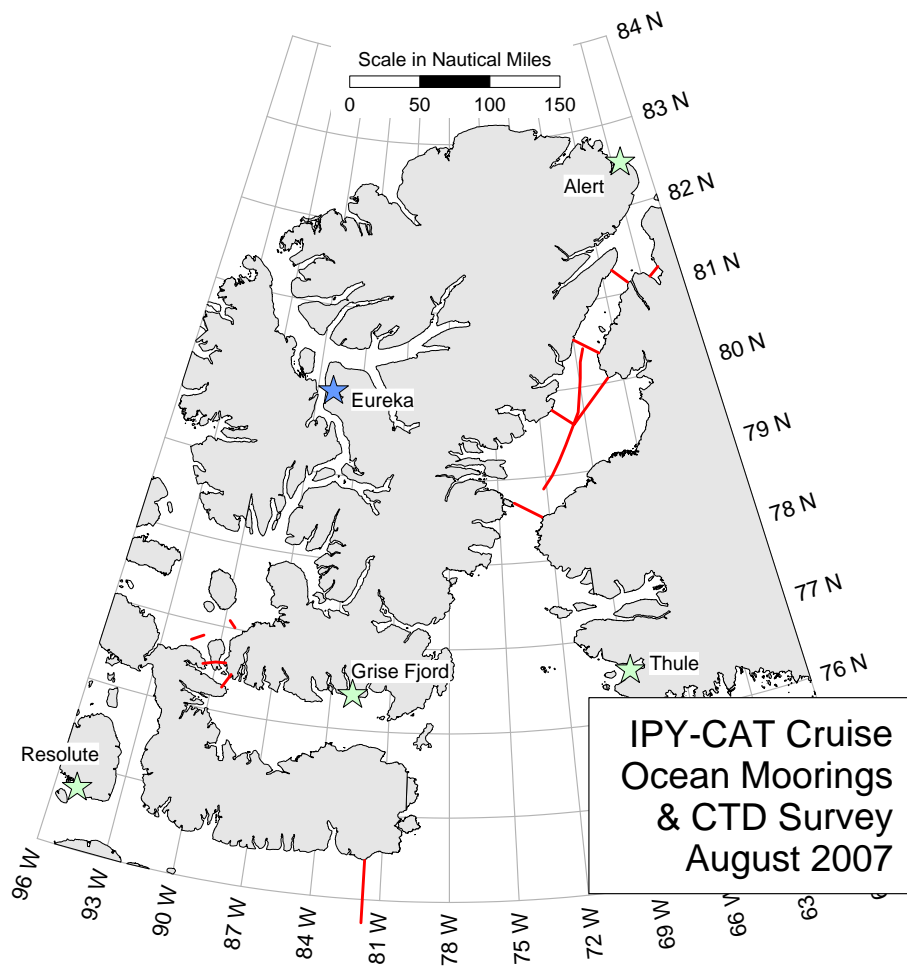 84 N
Scale in Nautical Miles
0 50 100 150
83 N
Alert
82 N
81 N
80 N
Eureka
79 N
78 N
77 N
Grise Fjord
Thule
76 N
Resolute
IPY-CAT Cruise
Ocean Moorings
& CTD Survey
August 2007
96 W
93 W
90 W
87 W
84 W
81 W
78 W
75 W
72 W
69 W
66 W
63